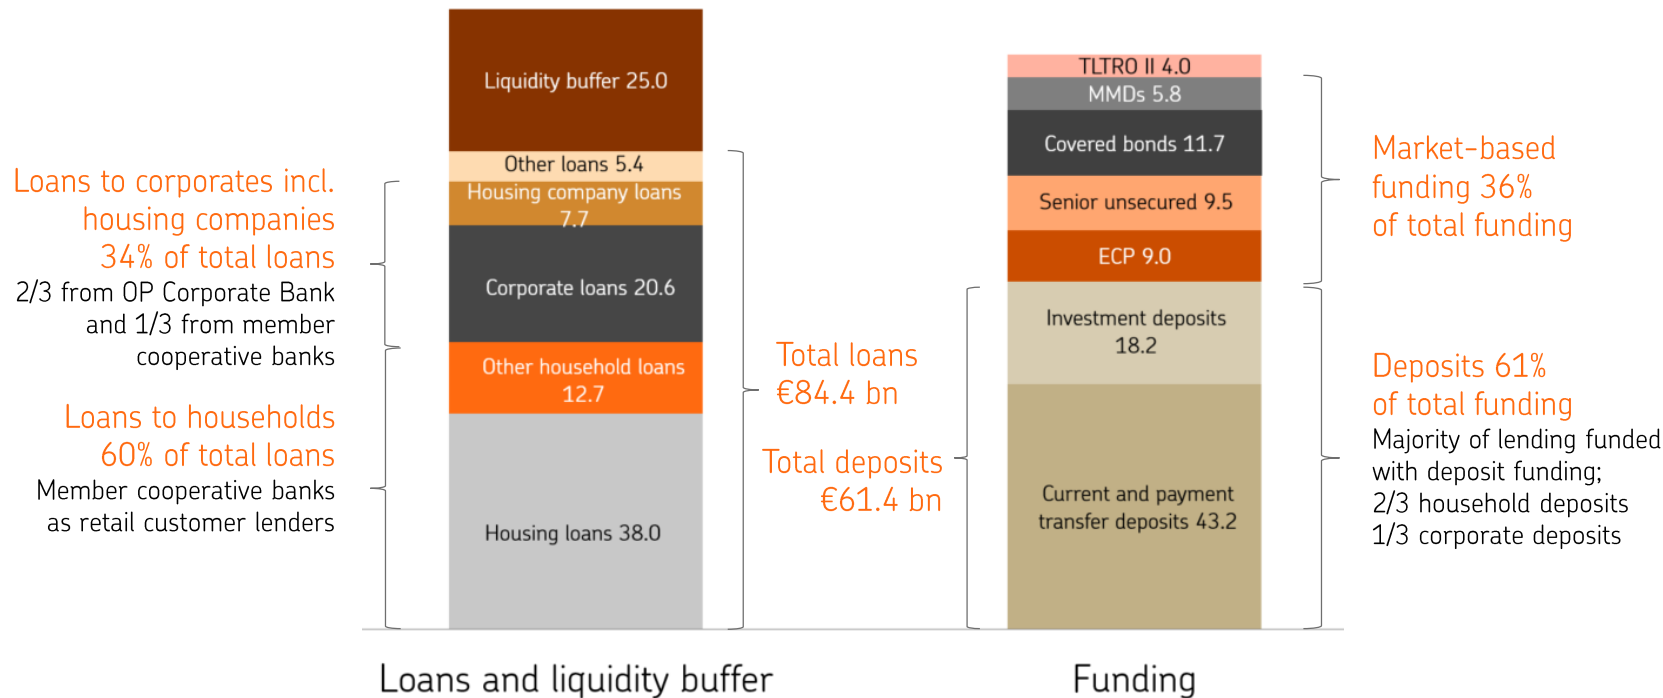 Loans to corporates incl.
housing companies
34% of total loans
2/3 from OP Corporate Bank
and 1/3 from member
cooperative banks
Loans to households
60% of total loans
Member cooperative banks
as retail customer lenders
Liquidity buffer 25.0
Other loans 5.4
Housing company loans
7.7
Corporate loans 20.6
Other household loans
12.7
Housing loans 38.0
Loans and liquidity buffer
Total loans
€84.4 bn
Total deposits
€61.4 bn
TLTRO II 4.0
MMDs 5.8
Covered bonds 11.7
Senior unsecured 9.5
ECP 9.0
Investment deposits
18.2
Current and payment
transfer deposits 43.2
Funding
Market-based
funding 36%
of total funding
Deposits 61%
of total funding
Majority of lending funded
with deposit funding;
2/3 household deposits
1/3 corporate deposits